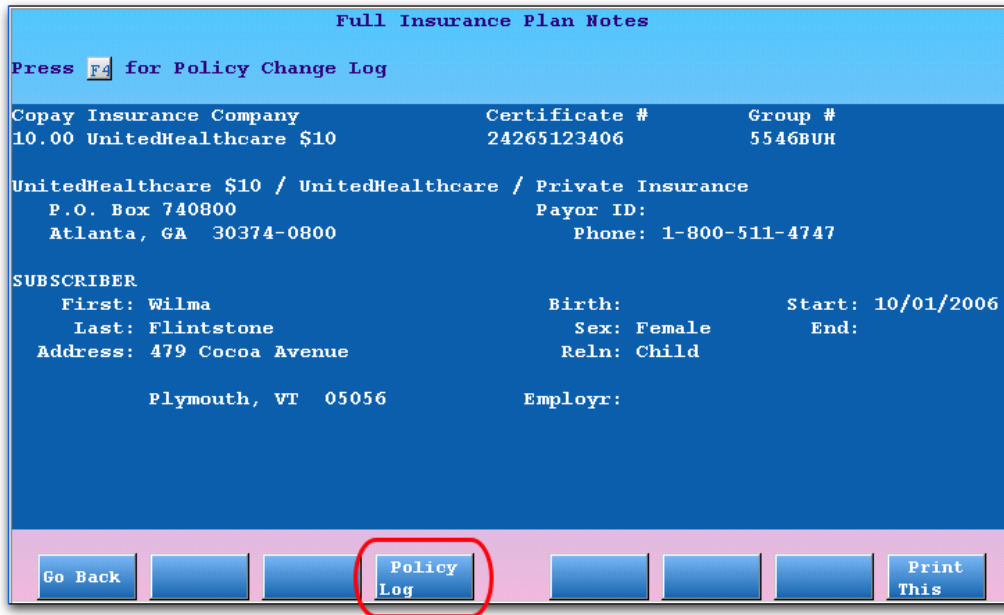 Full Insurance Plan Notes
Press F4 for Policy Change Log
Copay Insurance Company Certificate # Group #
10.00 UnitedHealthcare $10 24265123406 5546BUH
UnitedHealthcare $10 / UnitedHealthcare / Private Insurance
P.O. Box 740800 Payor ID:
Atlanta, GA 30374-0800 Phone: 1-800-511-4747
SUBSCRIBER
First: Wilma Birth: Start: 10/01/2006
Last: Flintstone Sex: Female End:
Address: 479 Cocoa Avenue Reln: Child
Plymouth, VT 05056 Employr:
Go Back Policy Log Print This